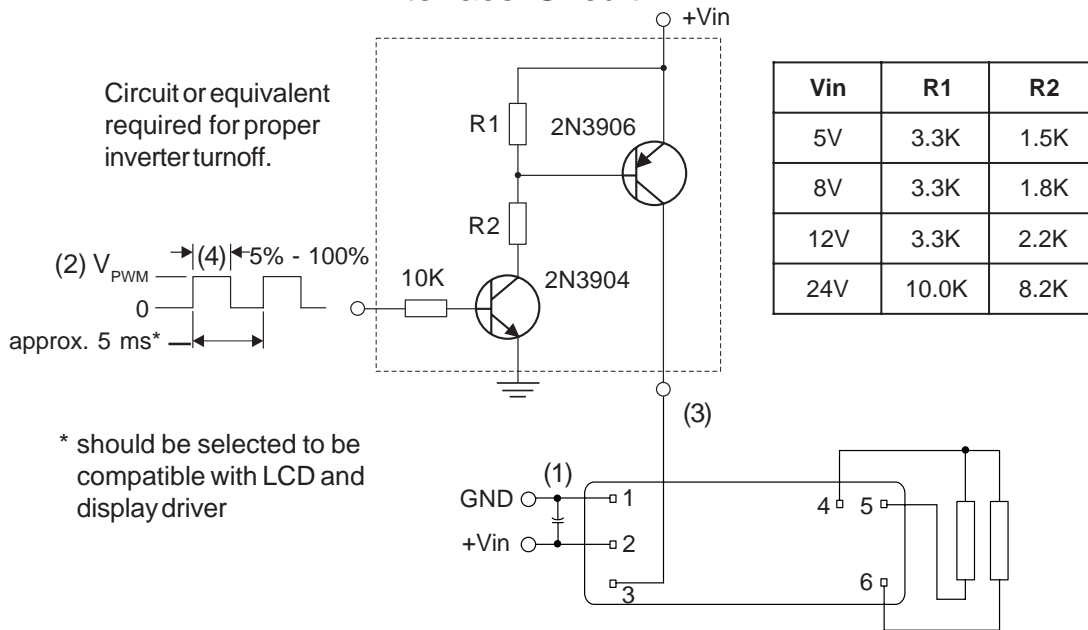 +Vin
Circuit or equivalent
required for proper
inverter turnoff.
R1
2N3906
R2
(2) VPWM
(4)
5% - 100%
0
approx. 5 ms*
10K
2N3904
Vin R1 R2
5V 3.3K 1.5K
8V 3.3K 1.8K
12V 3.3K 2.2K
24V 10.0K 8.2K
(3)
* should be selected to be
compatible with LCD and
display driver
(1)
GND
+Vin
1
2
3
4
5
6